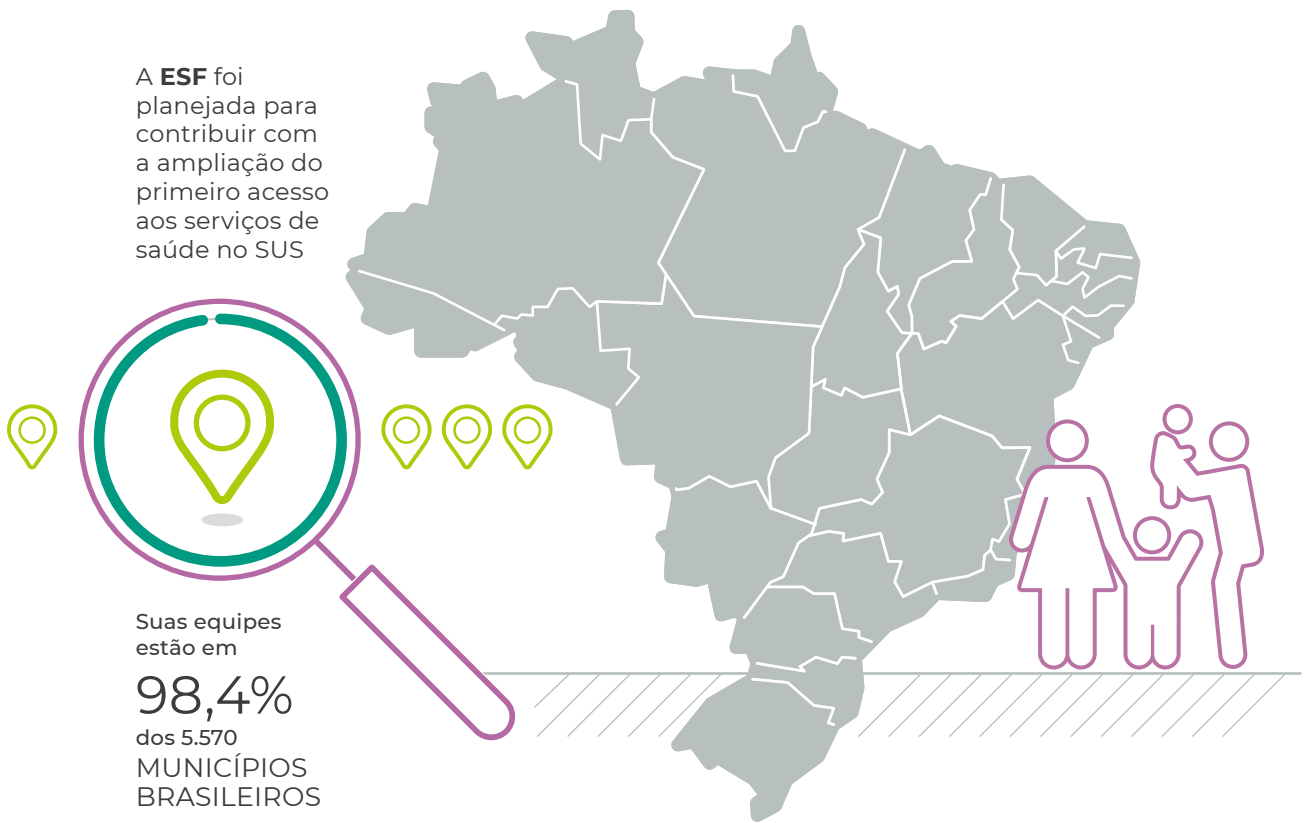 A ESF foi
planejada para
contribuir com
a ampliação do
primeiro acesso
aos serviços de
saúde no SUS
Suas equipes
estão em
98,4%
dos 5.570
MUNICÍPIOS
BRASILEIROS